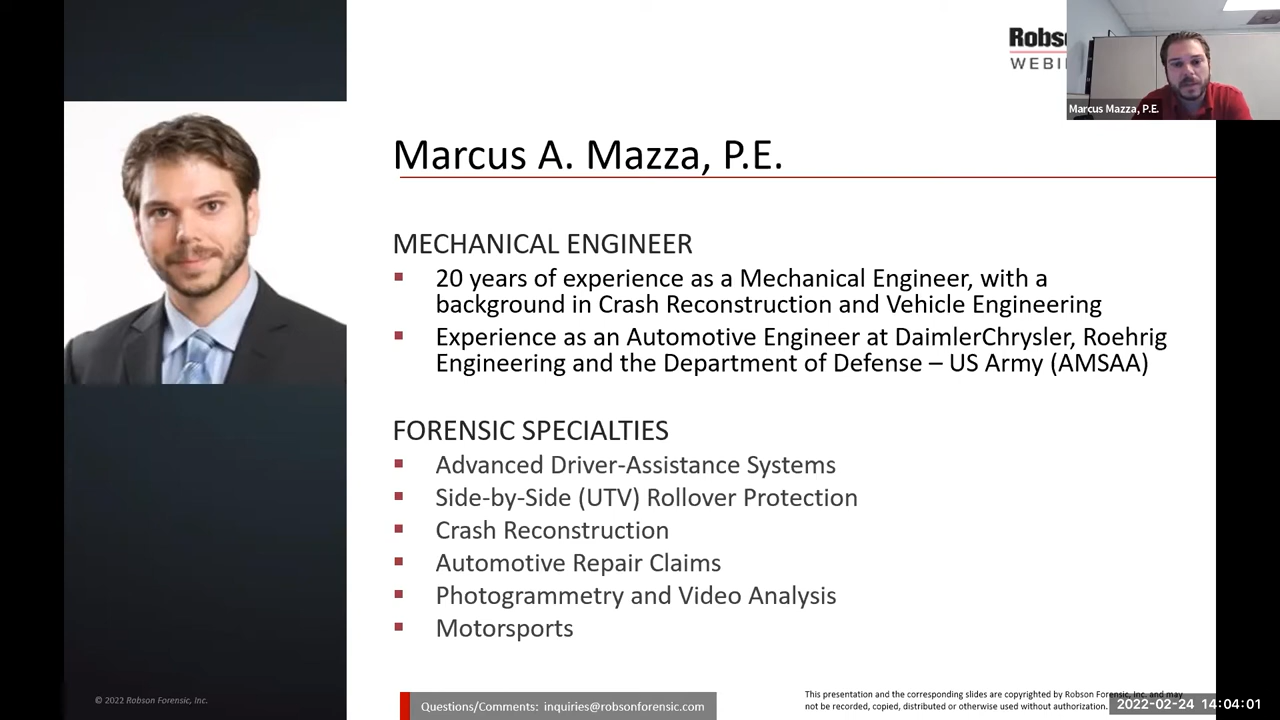 WEBI
Marcus Mazza, P.E.
Marcus A. Mazza, P.E.
MECHANICAL ENGINEER
20 years of experience as a Mechanical Engineer, with a
background in Crash Reconstruction and Vehicle Engineering
Experience as an Automotive Engineer at DaimlerChrysler, Roehrig
Engineering and the Department of Defense – US Army (AMSAA)
FORENSIC SPECIALTIES
Advanced Driver-Assistance Systems
Side-by-Side (UTV) Rollover Protection
Crash Reconstruction
Automotive Repair Claims
Photogrammetry and Video Analysis
Motorsports
© 2022 Robson Forensic, Inc.
Questions/Comments: inquiries@robsonforensic.com
This presentation and the corresponding slides are copyrighted by Robson Forensic, Inc. and may
not be recorded, copied, distributed or otherwise used without authorization.
2022-02-24 14:04:01